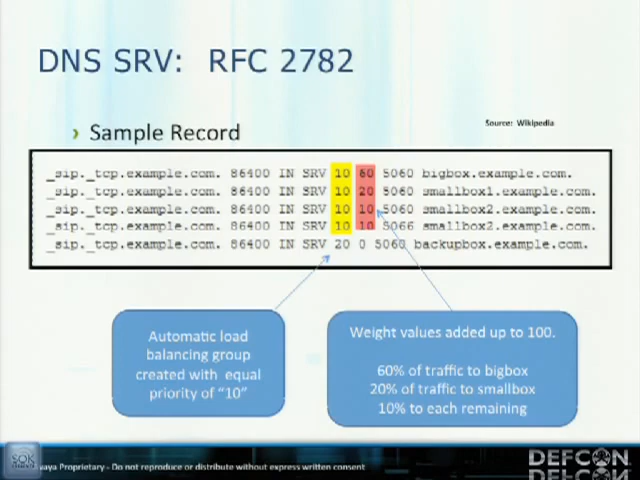 DNS SRV: RFC 2782
› Sample Record
Source: Wikipedia
_sip._tcp.example.com. 86400 IN SRV 10 60 5060 bigbox.example.com.
_sip._tcp.example.com. 86400 IN SRV 10 20 5060 smallbox1.example.com.
_sip._tcp.example.com. 86400 IN SRV 10 10 5060 smallbox2.example.com.
_sip._tcp.example.com. 86400 IN SRV 10 10 5066 smallbox2.example.com.
_sip._tcp.example.com. 86400 IN SRV 20 0 5060 backupbox.example.com.
Automatic load
balancing group
created with equal
priority of “10”
Weight values added up to 100.
60% of traffic to bigbox
20% of traffic to smallbox
10% to each remaining
SOK
Proprietary - Do not reproduce or distribute without express written consent
DEFCON